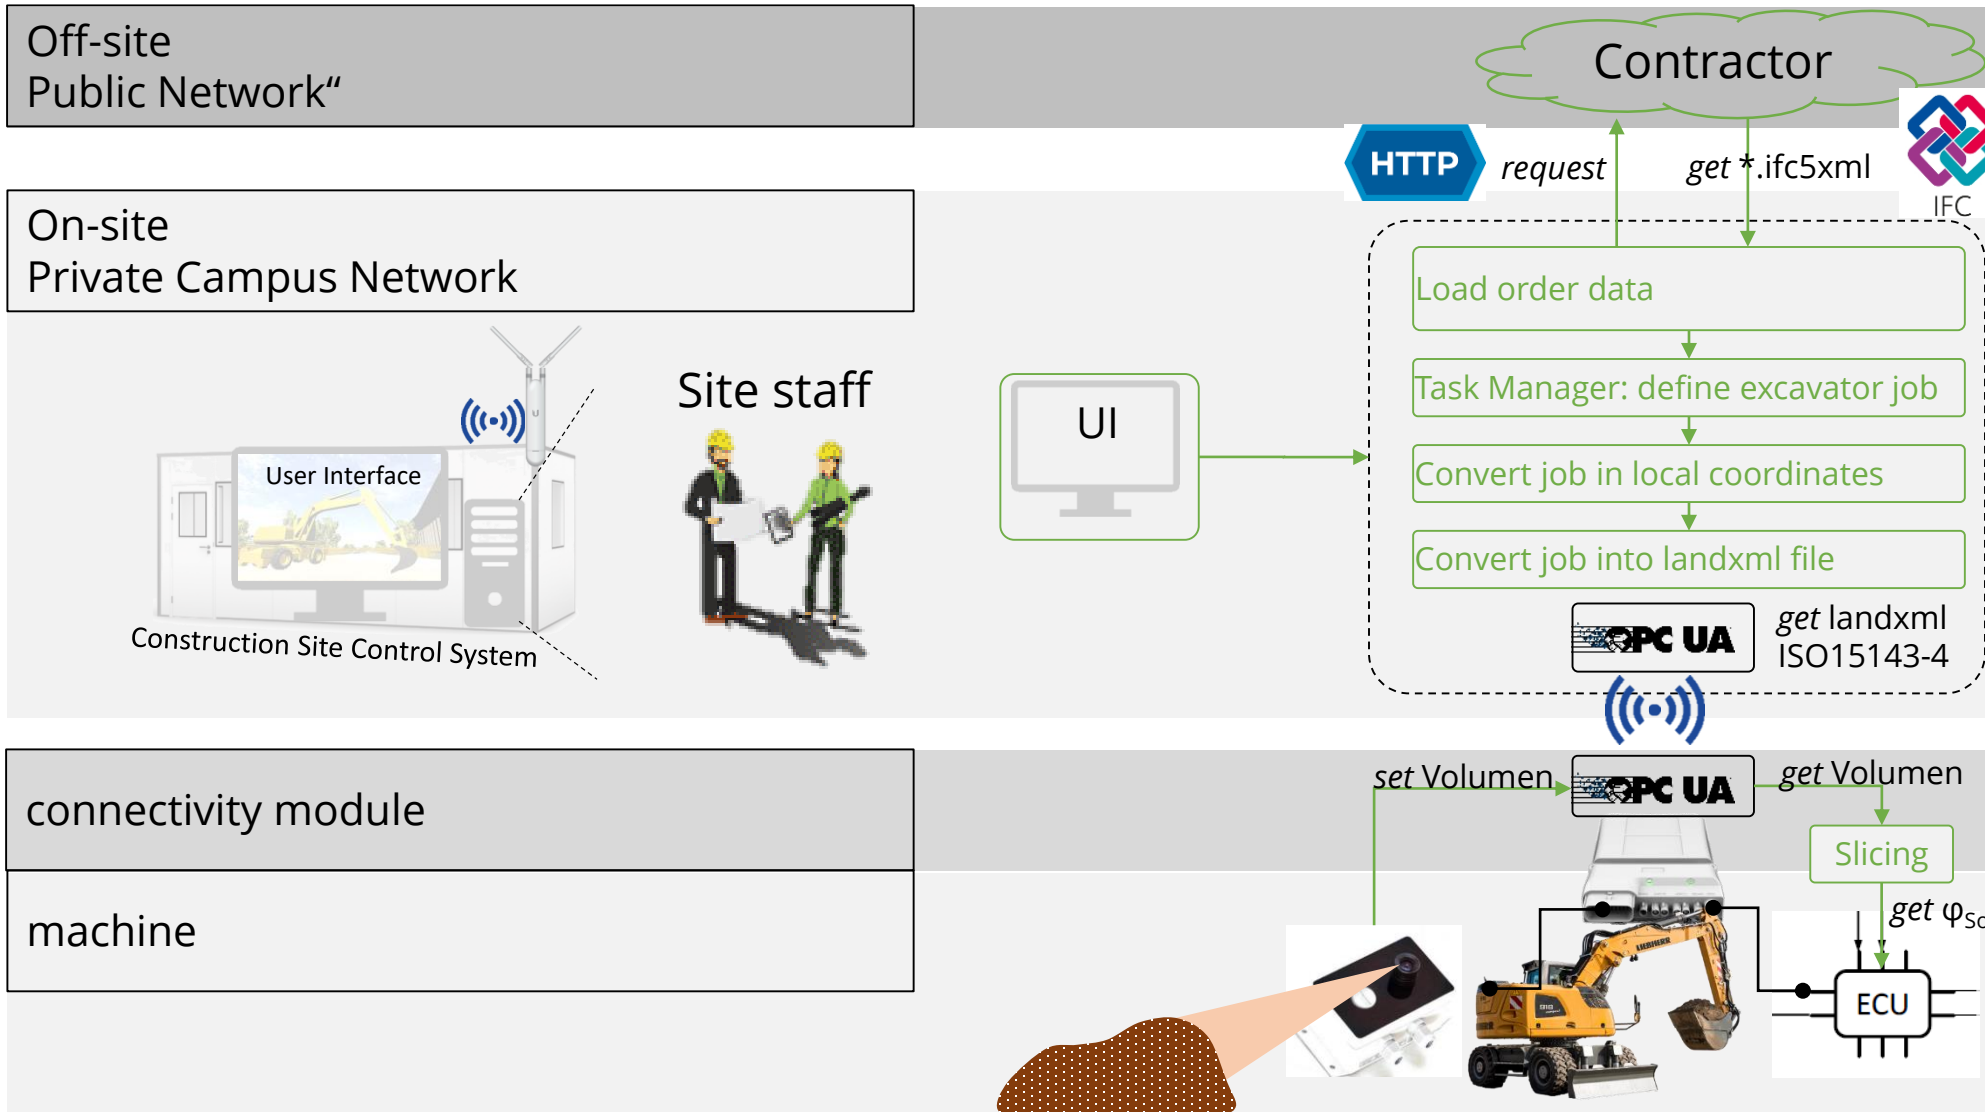 Off-site
Public Network“
Contractor
HTTP
request
get *.ifc5xml
IFC
On-site
Private Campus Network
Load order data
Task Manager: define excavator job
Convert job in local coordinates
Convert job into landxml file
Site staff
UI
User Interface
Construction Site Control System
OPC UA
get landxml
ISO15143-4
connectivity module
set Volumen
OPC UA
get Volumen
Slicing
machine
get φSo
LIEBHERR
ECU